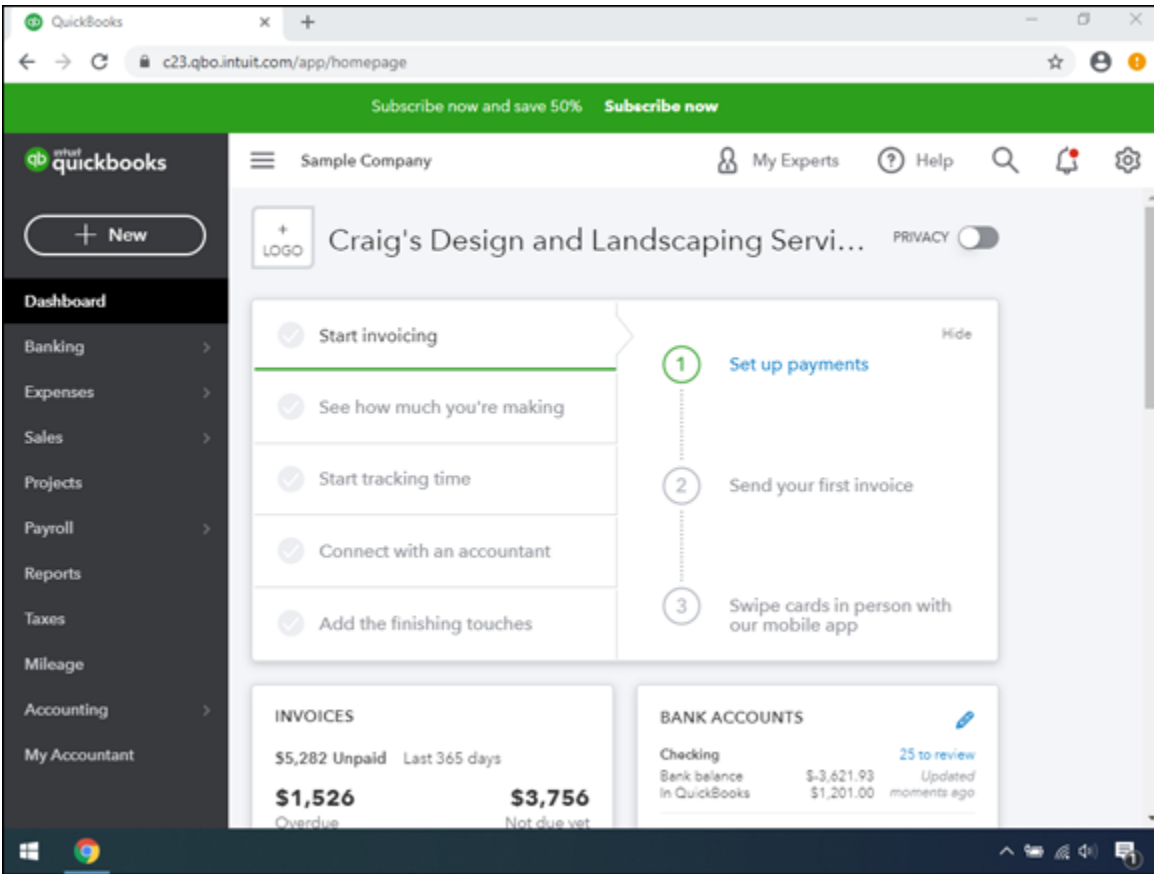 QuickBooks
c23.qbo.intuit.com/app/homepage
Subscribe now and save 50% Subscribe now
qb intuit quickbooks
Sample Company My Experts ? Help
+ New
+ LOGO
Craig's Design and Landscaping Servi... PRIVACY
Dashboard
Banking
Expenses
Sales
Projects
Payroll
Reports
Taxes
Mileage
Accounting
My Accountant
Start invoicing
See how much you're making
Start tracking time
Connect with an accountant
Add the finishing touches
Hide
1 Set up payments
2 Send your first invoice
3 Swipe cards in person with
our mobile app
INVOICES
$5,282 Unpaid Last 365 days
$1,526 $3,756
Overdue Not due yet
BANK ACCOUNTS
Checking 25 to review
Bank balance $-3,621.93 Updated
In QuickBooks $1,201.00 moments ago
1